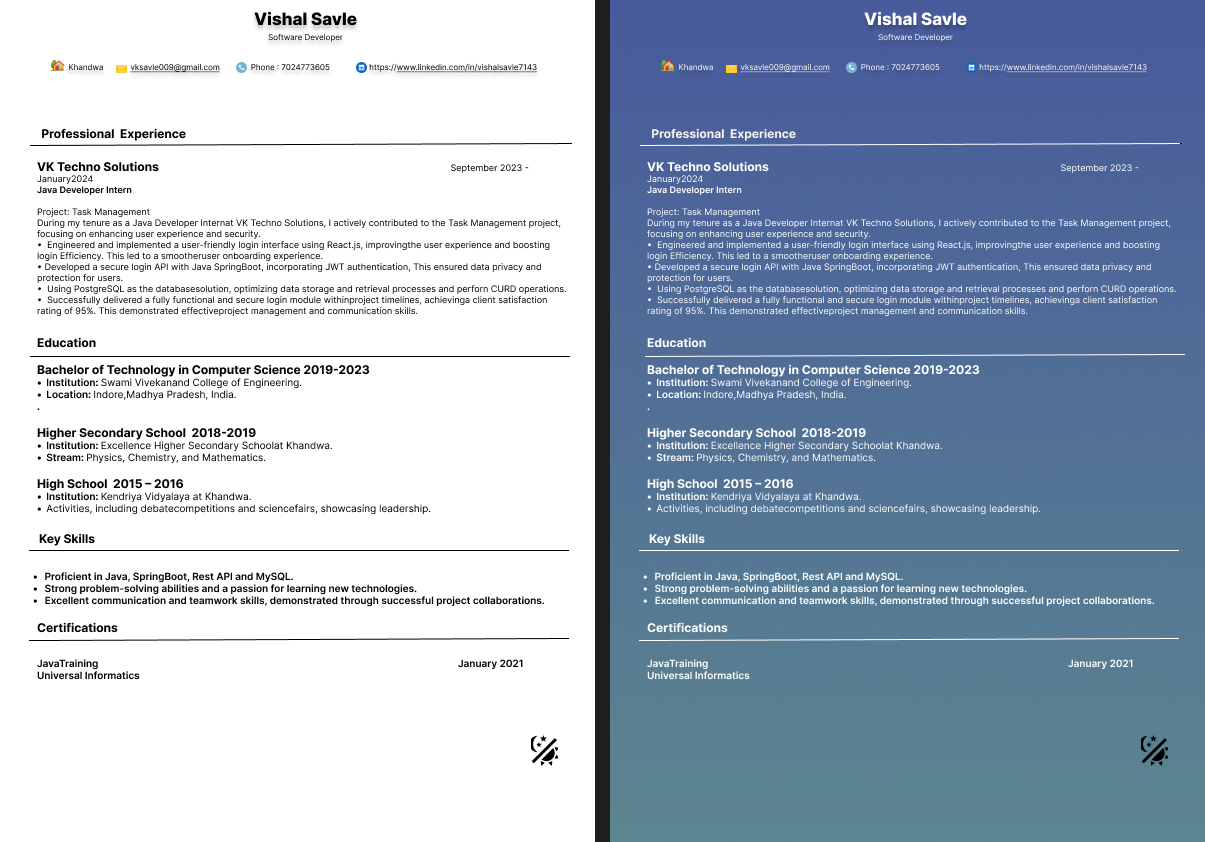 Vishal Savle
Software Developer
Khandwa vksavle009@gmail.com Phone : 7024773605 https://www.linkedin.com/in/vishalsavle7143
Professional Experience
VK Techno Solutions September 2023 -
January2024
Java Developer Intern
Project: Task Management
During my tenure as a Java Developer Internat VK Techno Solutions, I actively contributed to the Task Management project,
focusing on enhancing user experience and security.
• Engineered and implemented a user-friendly login interface using React.js, improvingthe user experience and boosting
login Efficiency. This led to a smootheruser onboarding experience.
• Developed a secure login API with Java SpringBoot, incorporating JWT authentication, This ensured data privacy and
protection for users.
• Using PostgreSQL as the databasesolution, optimizing data storage and retrieval processes and perforn CURD operations.
• Successfully delivered a fully functional and secure login module withinproject timelines, achievinga client satisfaction
rating of 95%. This demonstrated effectiveproject management and communication skills.
Education
Bachelor of Technology in Computer Science 2019-2023
• Institution: Swami Vivekanand College of Engineering.
• Location: Indore,Madhya Pradesh, India.
.
Higher Secondary School 2018-2019
• Institution: Excellence Higher Secondary Schoolat Khandwa.
• Stream: Physics, Chemistry, and Mathematics.
High School 2015 – 2016
• Institution: Kendriya Vidyalaya at Khandwa.
• Activities, including debatecompetitions and sciencefairs, showcasing leadership.
Key Skills
• Proficient in Java, SpringBoot, Rest API and MySQL.
• Strong problem-solving abilities and a passion for learning new technologies.
• Excellent communication and teamwork skills, demonstrated through successful project collaborations.
Certifications
JavaTraining January 2021
Universal Informatics
Vishal Savle
Software Developer
Khandwa vksavle009@gmail.com Phone : 7024773605 https://www.linkedin.com/in/vishalsavle7143
Professional Experience
VK Techno Solutions September 2023 -
January2024
Java Developer Intern
Project: Task Management
During my tenure as a Java Developer Internat VK Techno Solutions, I actively contributed to the Task Management project,
focusing on enhancing user experience and security.
• Engineered and implemented a user-friendly login interface using React.js, improvingthe user experience and boosting
login Efficiency. This led to a smootheruser onboarding experience.
• Developed a secure login API with Java SpringBoot, incorporating JWT authentication, This ensured data privacy and
protection for users.
• Using PostgreSQL as the databasesolution, optimizing data storage and retrieval processes and perforn CURD operations.
• Successfully delivered a fully functional and secure login module withinproject timelines, achievinga client satisfaction
rating of 95%. This demonstrated effectiveproject management and communication skills.
Education
Bachelor of Technology in Computer Science 2019-2023
• Institution: Swami Vivekanand College of Engineering.
• Location: Indore,Madhya Pradesh, India.
.
Higher Secondary School 2018-2019
• Institution: Excellence Higher Secondary Schoolat Khandwa.
• Stream: Physics, Chemistry, and Mathematics.
High School 2015 – 2016
• Institution: Kendriya Vidyalaya at Khandwa.
• Activities, including debatecompetitions and sciencefairs, showcasing leadership.
Key Skills
• Proficient in Java, SpringBoot, Rest API and MySQL.
• Strong problem-solving abilities and a passion for learning new technologies.
• Excellent communication and teamwork skills, demonstrated through successful project collaborations.
Certifications
JavaTraining January 2021
Universal Informatics